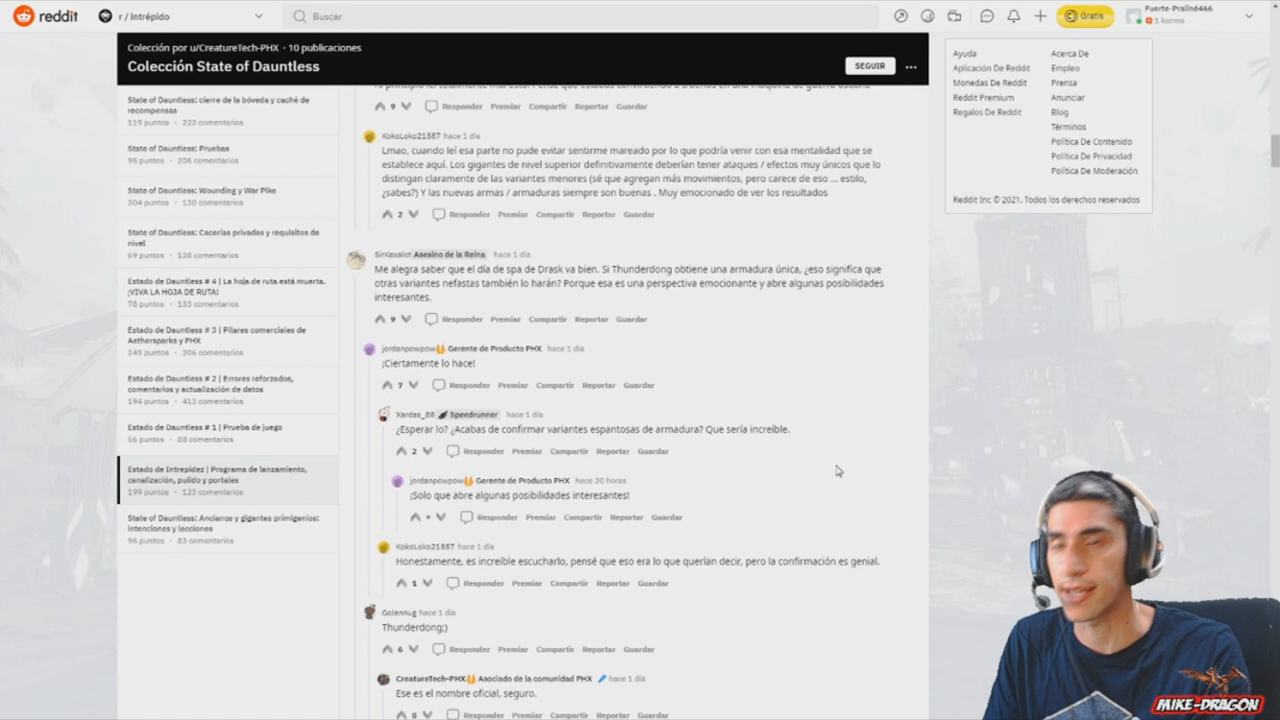 reddit
r / Intrépido
Buscar
Gratis
Fuerte-Praliné466
1 karma
Colección por u/CreatureTech-PHX · 10 publicaciones
Colección State of Dauntless
SEGUIR
State of Dauntless: cierre de la bóveda y caché de
recompensas
119 puntos · 223 comentarios
State of Dauntless: Pruebas
95 puntos · 206 comentarios
State of Dauntless: Wounding y War Pike
304 puntos · 130 comentarios
State of Dauntless: Cacerías privadas y requisitos de
nivel
69 puntos · 138 comentarios
Estado de Dauntless # 4 | La hoja de ruta está muerta.
¡VIVA LA HOJA DE RUTA!
78 puntos · 133 comentarios
Estado de Dauntless # 3 | Pilares comerciales de
Aethersparks y PHX
349 puntos · 206 comentarios
Estado de Dauntless # 2 | Errores reforzados,
comentarios y actualización de datos
194 puntos · 413 comentarios
Estado de Dauntless # 1 | Prueba de juego
56 puntos · 88 comentarios
Estado de Intrepidez | Programa de lanzamiento,
canalización, pulido y portales
199 puntos · 123 comentarios
State of Dauntless: Ancianos y gigantes primigenios:
intenciones y lecciones
96 puntos · 83 comentarios
9 Responder Premiar Compartir Reportar Guardar
KokoLoko21587 hace 1 día
Lmao, cuando leí esa parte no pude evitar sentirme mareado por lo que podría venir con esa mentalidad que se
establece aquí. Los gigantes de nivel superior definitivamente deberían tener ataques / efectos muy únicos que lo
distingan claramente de las variantes menores (sé que agregan más movimientos, pero carece de eso ... estilo,
¿sabes?) Y las nuevas armas / armaduras siempre son buenas . Muy emocionado de ver los resultados
2 Responder Premiar Compartir Reportar Guardar
SirVexalot Asesino de la Reina hace 1 día
Me alegra saber que el día de spa de Drask va bien. Si Thunderdong obtiene una armadura única, ¿eso significa que
otras variantes nefastas también lo harán? Porque esa es una perspectiva emocionante y abre algunas posibilidades
interesantes.
9 Responder Premiar Compartir Reportar Guardar
jordanpowpow Gerente de Producto PHX hace 1 día
¡Ciertamente lo hace!
7 Responder Premiar Compartir Reportar Guardar
Xardas_88 Speedrunner hace 1 día
¿Esperar lo? ¿Acabas de confirmar variantes espantosas de armadura? Que sería increíble.
2 Responder Premiar Compartir Reportar Guardar
jordanpowpow Gerente de Producto PHX hace 20 horas
¡Solo que abre algunas posibilidades interesantes!
• Responder Premiar Compartir Reportar Guardar
KokoLoko21587 hace 1 día
Honestamente, es increíble escucharlo, pensé que eso era lo que querían decir, pero la confirmación es genial.
1 Responder Premiar Compartir Reportar Guardar
Golennug hace 1 día
Thunderdong;)
6 Responder Premiar Compartir Reportar Guardar
CreatureTech-PHX Asociado de la comunidad PHX hace 1 día
Ese es el nombre oficial, seguro.
8 Responder Premiar Compartir Reportar Guardar
Ayuda Acerca De
Aplicación De Reddit Empleo
Monedas De Reddit Prensa
Reddit Premium Anunciar
Regalos De Reddit Blog
Términos
Política De Contenido
Política De Privacidad
Política De Moderación
Reddit Inc © 2021. Todos los derechos reservados
MIKE-DRAGON